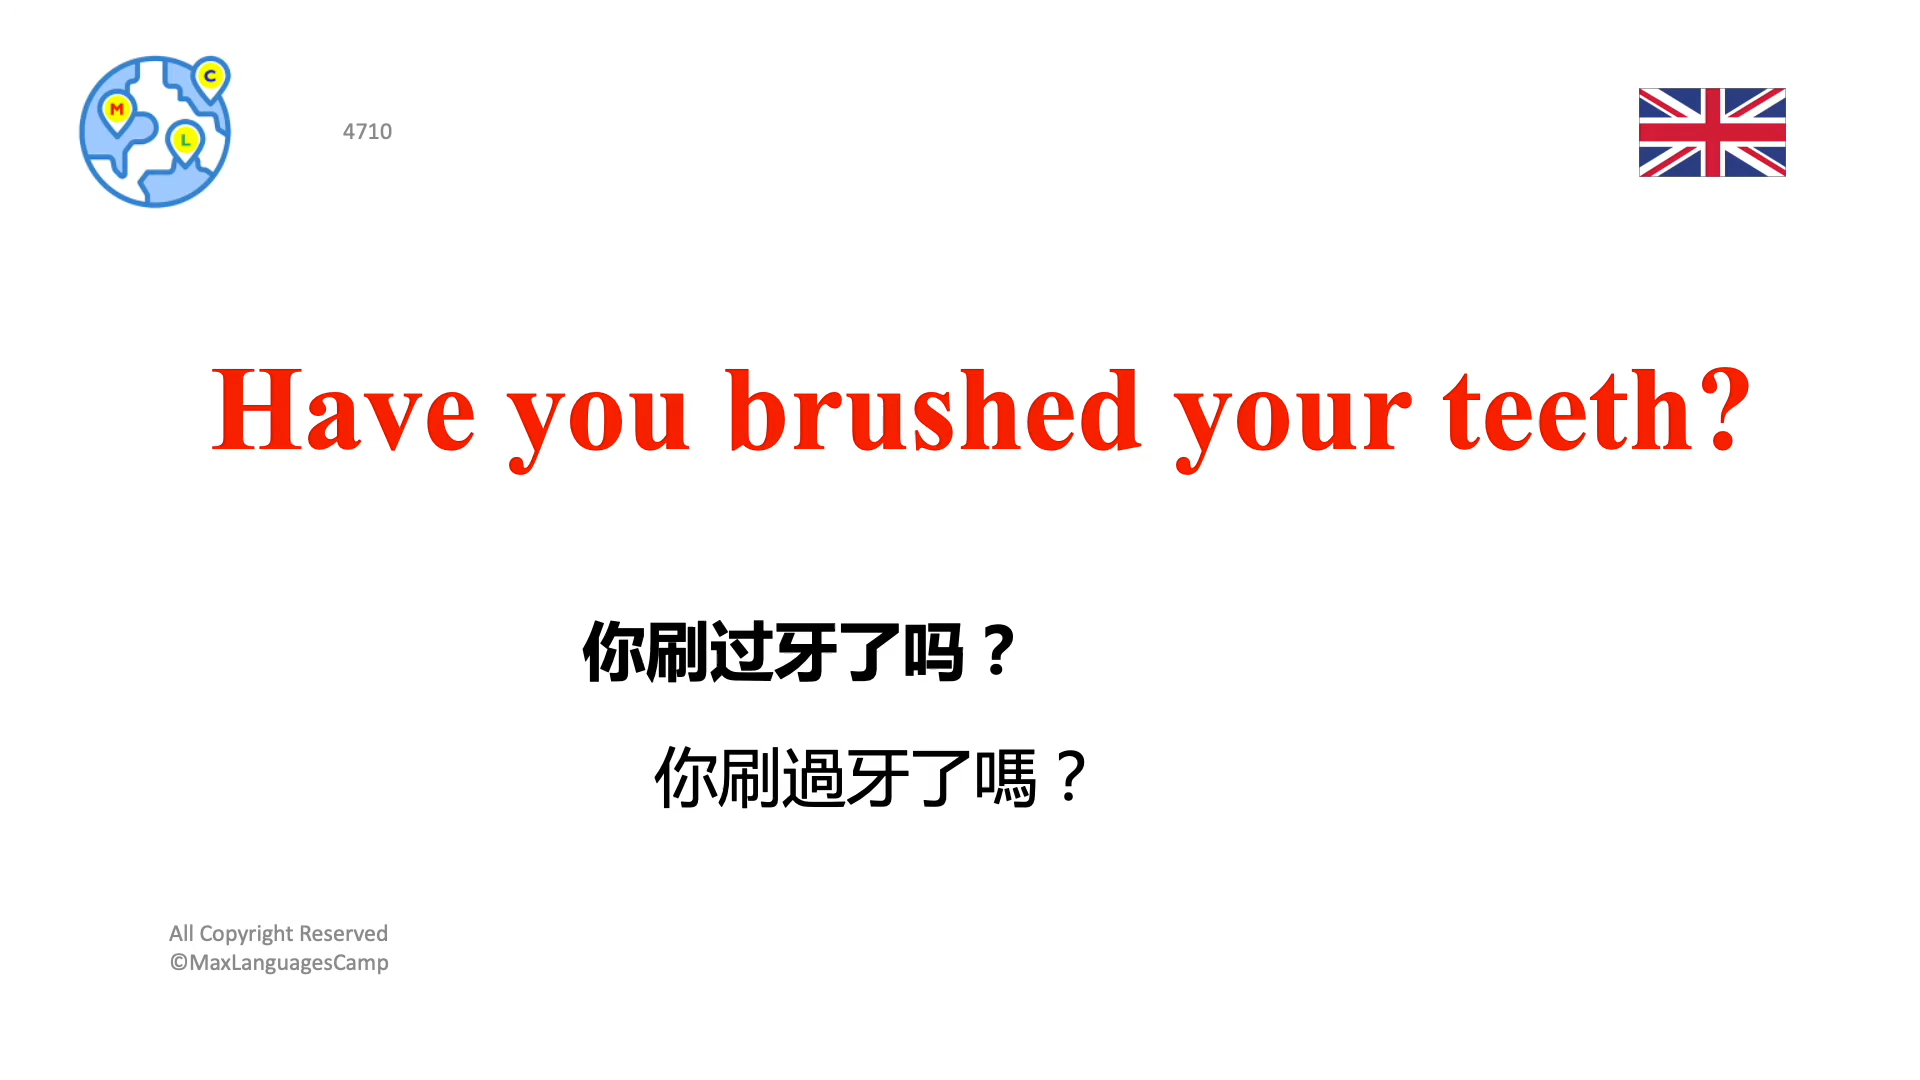 C
M
L
4710
Have you brushed your teeth?
你刷过牙了吗？
你刷過牙了嗎？
All Copyright Reserved
©MaxLanguagesCamp